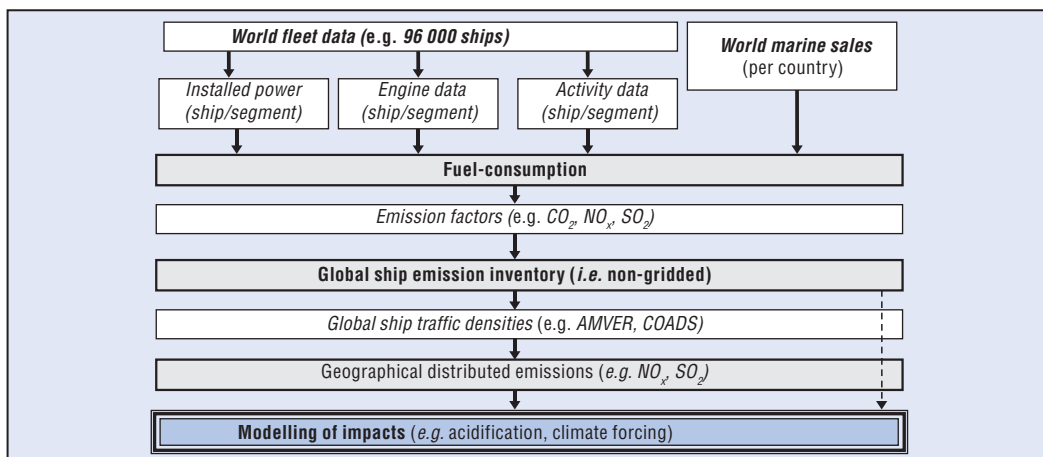 World fleet data (e.g. 96 000 ships)
World marine sales
(per country)
Installed power
(ship/segment)
Engine data
(ship/segment)
Activity data
(ship/segment)
Fuel-consumption
Emission factors (e.g. CO₂, NOₓ, SO₂)
Global ship emission inventory (i.e. non-gridded)
Global ship traffic densities (e.g. AMVER, COADS)
Geographical distributed emissions (e.g. NOₓ, SO₂)
Modelling of impacts (e.g. acidification, climate forcing)